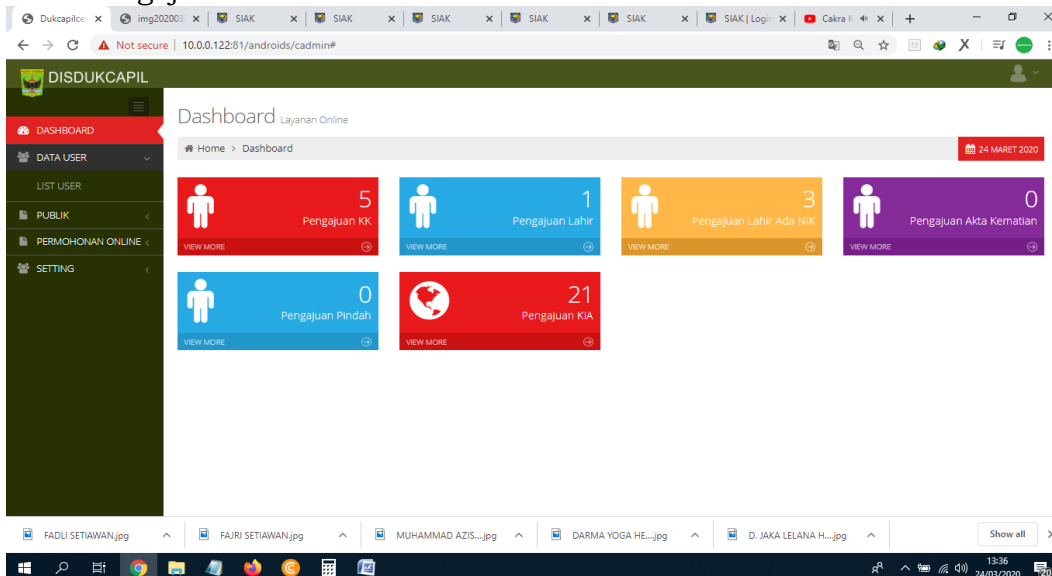 Dukcapilcer
img202003
SIAK
SIAK
SIAK
SIAK
SIAK
SIAK | Login
Cakra K
Not secure | 10.0.0.122:81/androids/cadmin#
DISDUKCAPIL
DASHBOARD
DATA USER
LIST USER
PUBLIK
PERMOHONAN ONLINE
SETTING
Dashboard Layanan Online
Home > Dashboard
24 MARET 2020
5
Pengajuan KK
VIEW MORE
1
Pengajuan Lahir
VIEW MORE
3
Pengajuan Lahir Ada NIK
VIEW MORE
0
Pengajuan Akta Kematian
VIEW MORE
0
Pengajuan Pindah
VIEW MORE
21
Pengajuan KIA
VIEW MORE
FADLI SETIAWAN.jpg
FAJRI SETIAWAN.jpg
MUHAMMAD AZIS....jpg
DARMA YOGA HE....jpg
D. JAKA LELANA H....jpg
Show all
13:36
24/03/2020
20